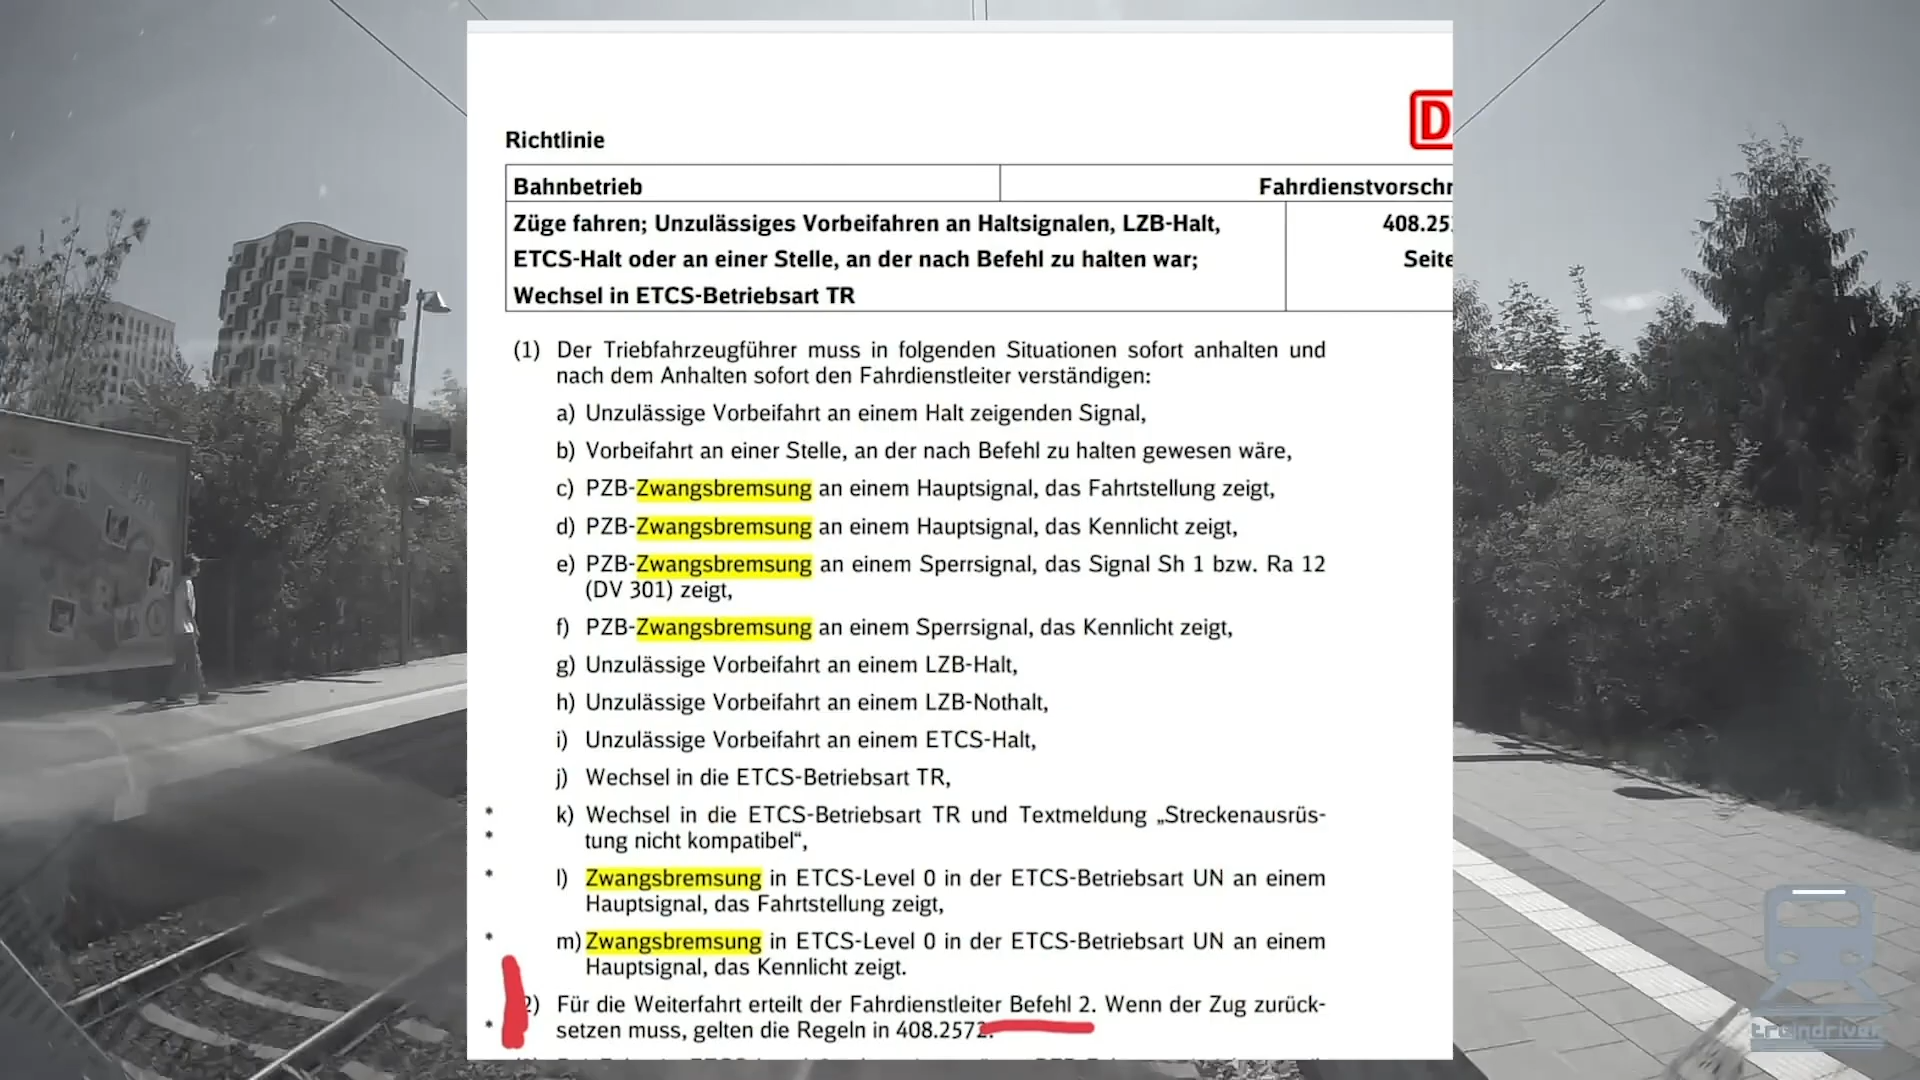 D
Richtlinie
Bahnbetrieb
Fahrdienstvorschr
Züge fahren; Unzulässiges Vorbeifahren an Haltsignalen, LZB-Halt,
408.25
ETCS-Halt oder an einer Stelle, an der nach Befehl zu halten war;
Seite
Wechsel in ETCS-Betriebsart TR
(1) Der Triebfahrzeugführer muss in folgenden Situationen sofort anhalten und
nach dem Anhalten sofort den Fahrdienstleiter verständigen:
a) Unzulässige Vorbeifahrt an einem Halt zeigenden Signal,
b) Vorbeifahrt an einer Stelle, an der nach Befehl zu halten gewesen wäre,
c) PZB-Zwangsbremsung an einem Hauptsignal, das Fahrtstellung zeigt,
d) PZB-Zwangsbremsung an einem Hauptsignal, das Kennlicht zeigt,
e) PZB-Zwangsbremsung an einem Sperrsignal, das Signal Sh 1 bzw. Ra 12
(DV 301) zeigt,
f) PZB-Zwangsbremsung an einem Sperrsignal, das Kennlicht zeigt,
g) Unzulässige Vorbeifahrt an einem LZB-Halt,
h) Unzulässige Vorbeifahrt an einem LZB-Nothalt,
i) Unzulässige Vorbeifahrt an einem ETCS-Halt,
j) Wechsel in die ETCS-Betriebsart TR,
* k) Wechsel in die ETCS-Betriebsart TR und Textmeldung „Streckenausrüs-
* tung nicht kompatibel“,
* l) Zwangsbremsung in ETCS-Level 0 in der ETCS-Betriebsart UN an einem
Hauptsignal, das Fahrtstellung zeigt,
* m) Zwangsbremsung in ETCS-Level 0 in der ETCS-Betriebsart UN an einem
Hauptsignal, das Kennlicht zeigt.
2) Für die Weiterfahrt erteilt der Fahrdienstleiter Befehl 2. Wenn der Zug zurück-
* setzen muss, gelten die Regeln in 408.2572.
traindriver